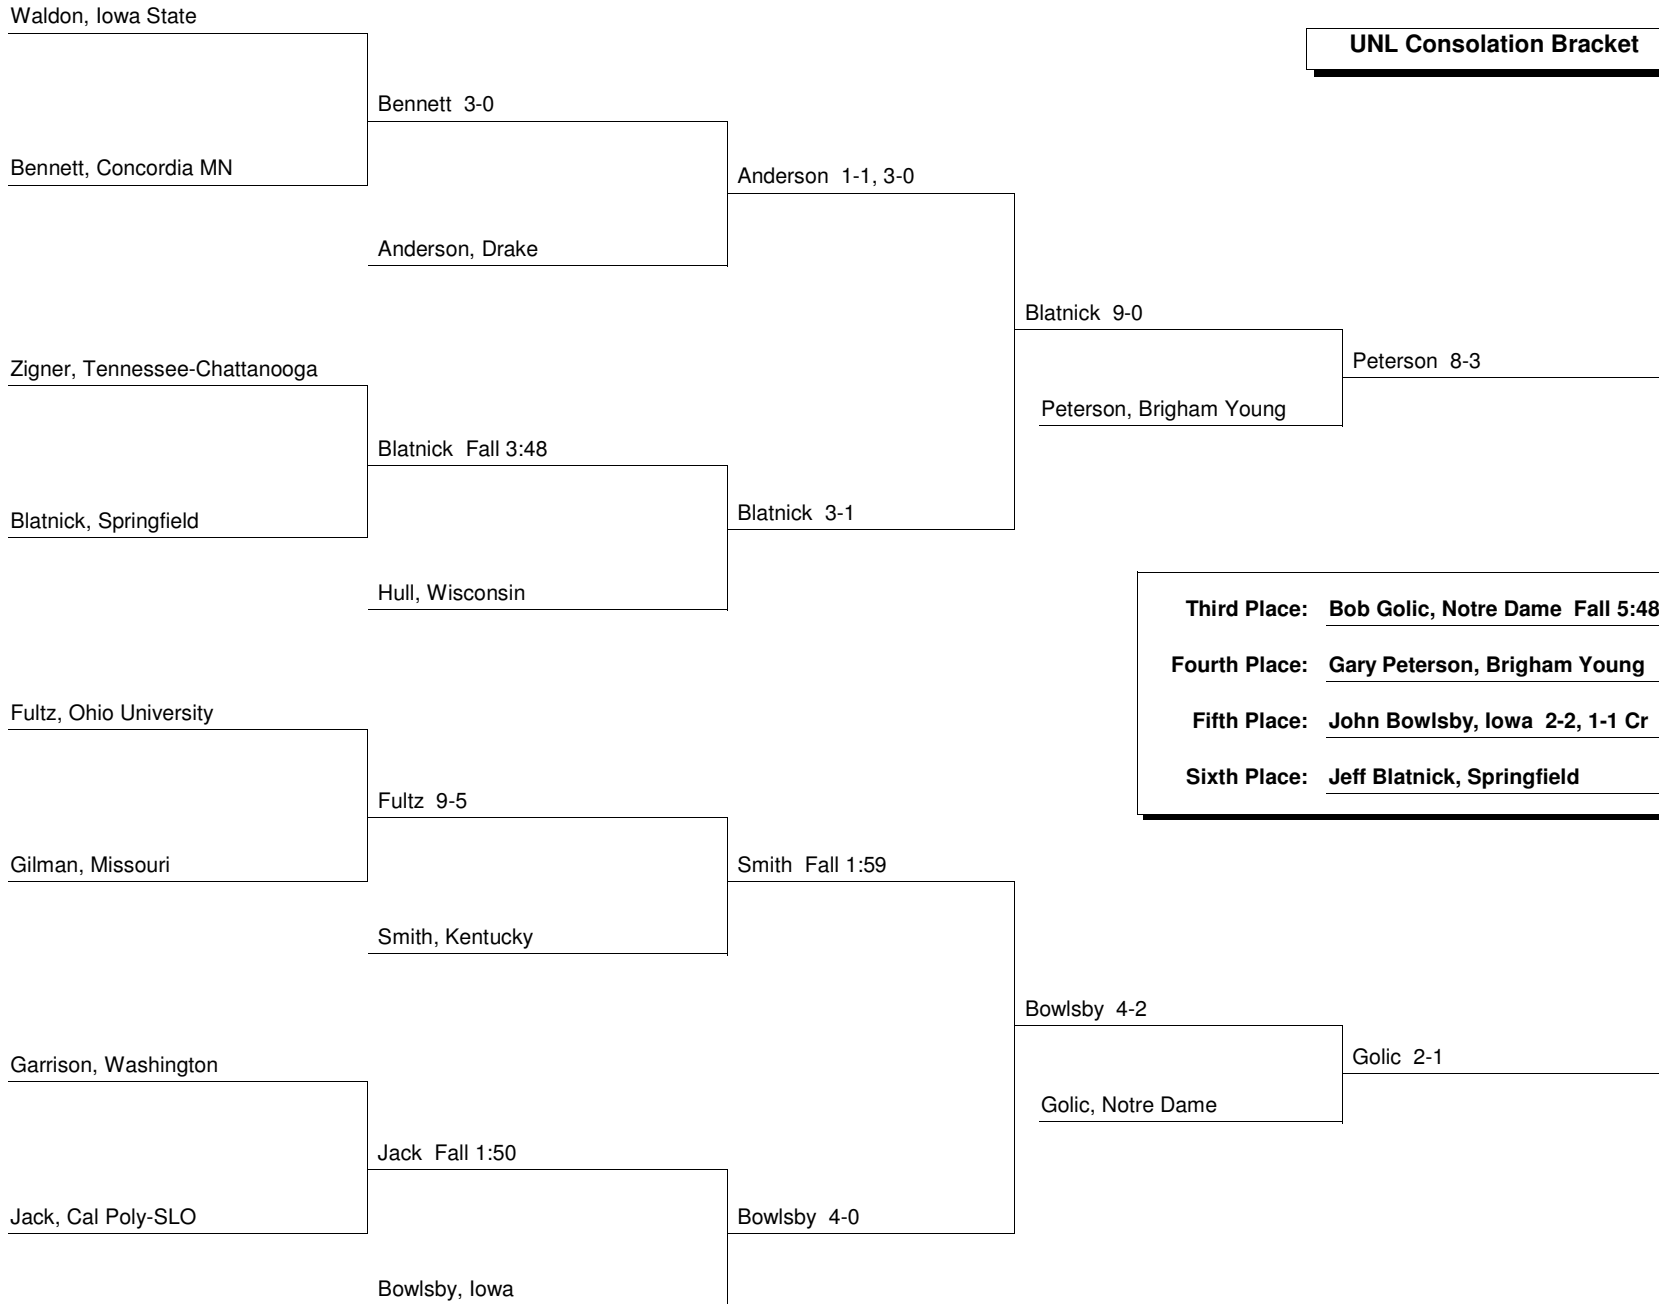 Waldon, Iowa State
UNL Consolation Bracket
Bennett 3-0
Bennett, Concordia MN
Anderson 1-1, 3-0
Anderson, Drake
Blatnick 9-0
Zigner, Tennessee-Chattanooga
Peterson 8-3
Peterson, Brigham Young
Blatnick Fall 3:48
Blatnick, Springfield
Blatnick 3-1
Hull, Wisconsin
Third Place: Bob Golic, Notre Dame Fall 5:48
Fourth Place: Gary Peterson, Brigham Young
Fifth Place: John Bowlsby, Iowa 2-2, 1-1 Cr
Sixth Place: Jeff Blatnick, Springfield
Fultz, Ohio University
Fultz 9-5
Gilman, Missouri
Smith Fall 1:59
Smith, Kentucky
Bowlsby 4-2
Garrison, Washington
Golic 2-1
Golic, Notre Dame
Jack Fall 1:50
Jack, Cal Poly-SLO
Bowlsby 4-0
Bowlsby, Iowa